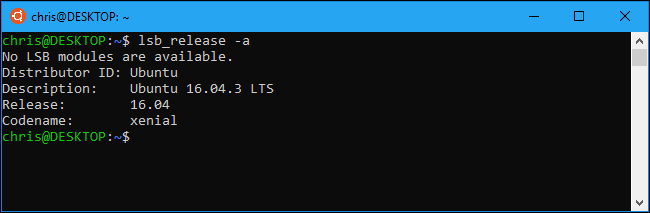 chris@DESKTOP: ~
chris@DESKTOP:~$ lsb_release -a
No LSB modules are available.
Distributor ID: Ubuntu
Description:    Ubuntu 16.04.3 LTS
Release:        16.04
Codename:       xenial
chris@DESKTOP:~$